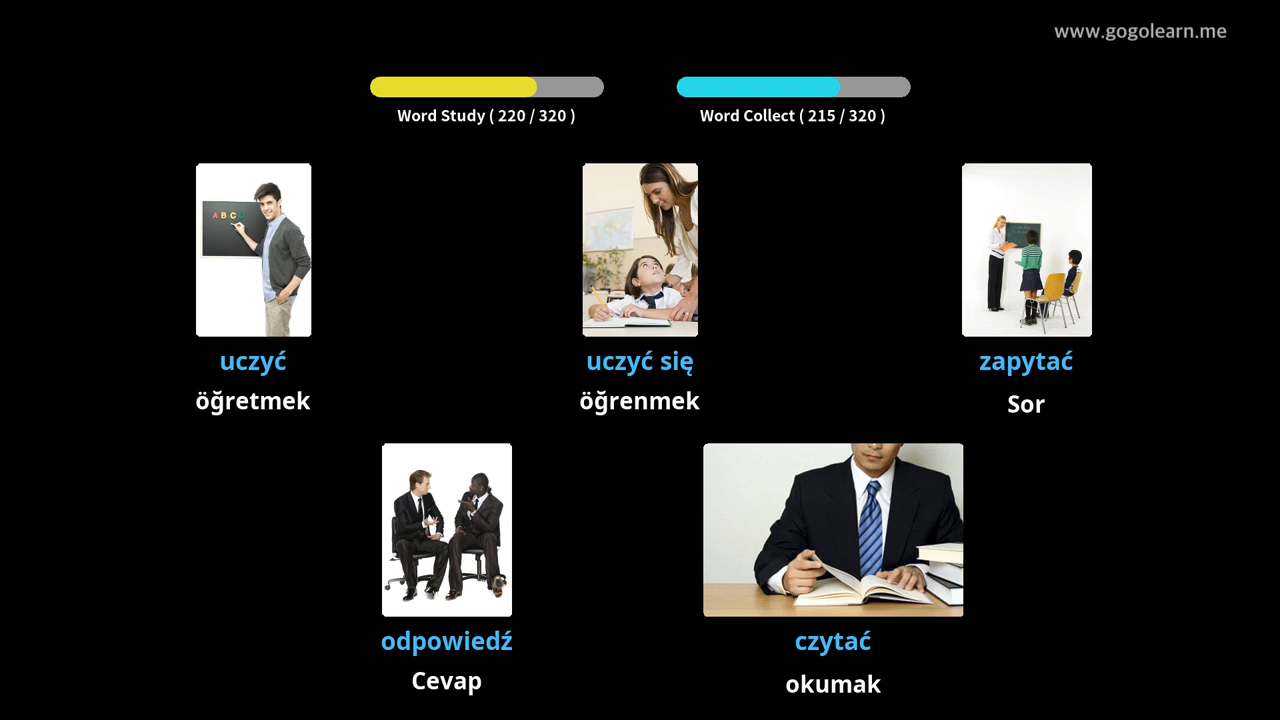 www.gogolearn.me
Word Study ( 220 / 320 )
Word Collect ( 215 / 320 )
A B C D
uczyć
öğretmek
uczyć się
öğrenmek
zapytać
Sor
odpowiedź
Cevap
czytać
okumak